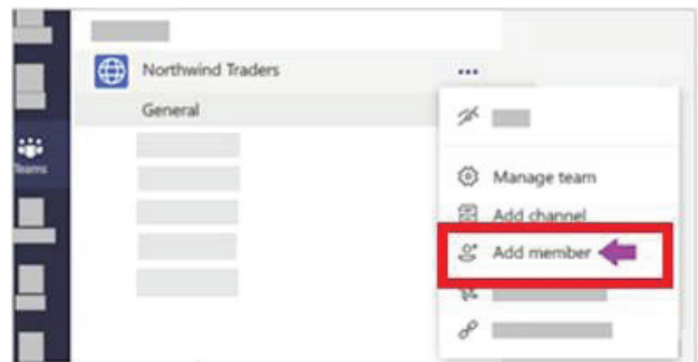 Northwind Traders
...
General
Teams
Manage team
Add channel
Add member